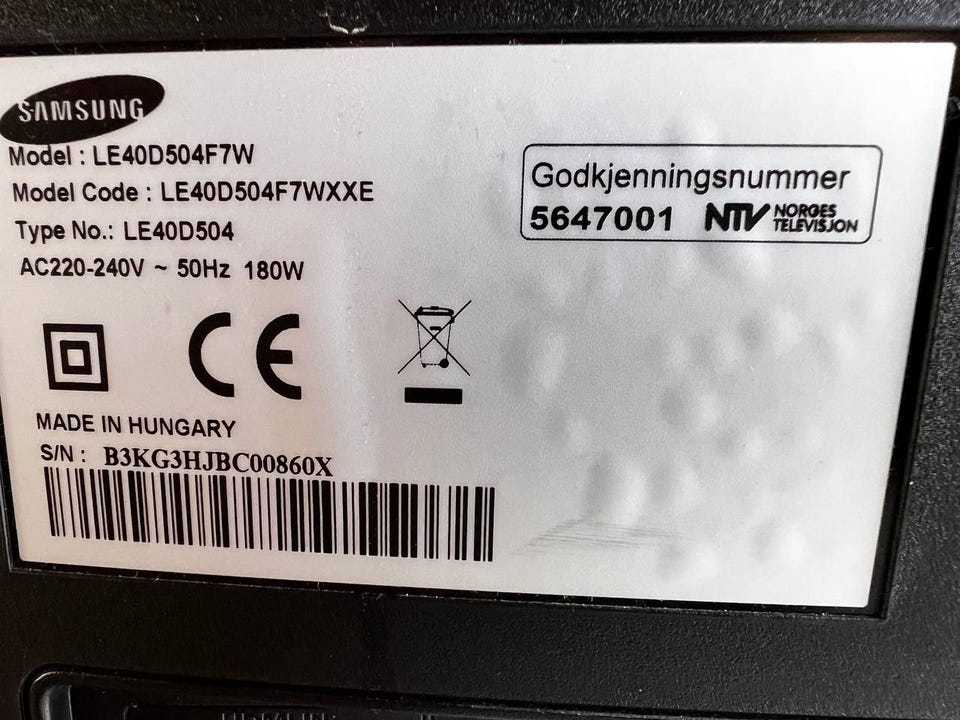 SAMSUNG
Model : LE40D504F7W
Model Code : LE40D504F7WXXE
Type No.: LE40D504
AC220-240V ~ 50Hz 180W
Godkjenningsnummer
5647001 NTV NORGES
TELEVISJON
CE
MADE IN HUNGARY
S/N : B3KG3HJBC00860X